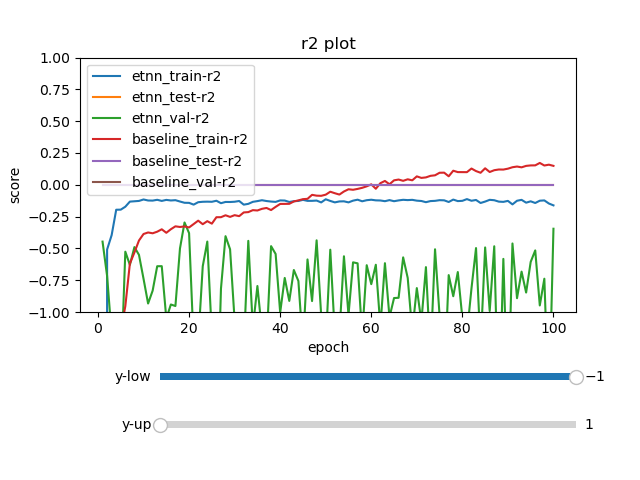 r2 plot
1.00
0.75
0.50
0.25
0.00
−0.25
−0.50
−0.75
−1.00
score
etnn_train-r2
etnn_test-r2
etnn_val-r2
baseline_train-r2
baseline_test-r2
baseline_val-r2
0 20 40 60 80 100
epoch
y-low −1
y-up 1